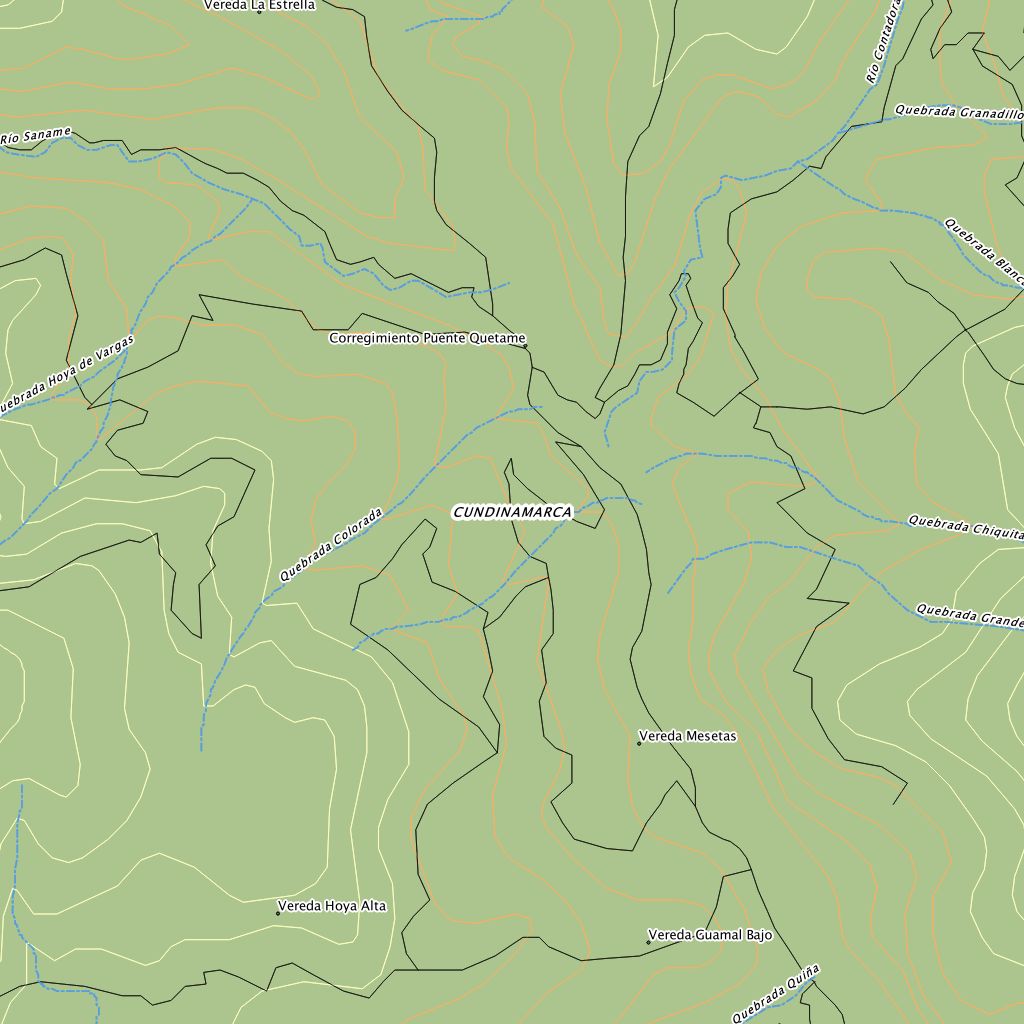 Vereda La Estrella
Río Contadora
Quebrada Granadillo
Río Saname
Quebrada Blanca
Corregimiento Puente Quetame
Quebrada Hoya de Vargas
CUNDINAMARCA
Quebrada Colorada
Quebrada Chiquita
Quebrada Grande
Vereda Mesetas
Vereda Hoya Alta
Vereda Guamal Bajo
Quebrada Quiña